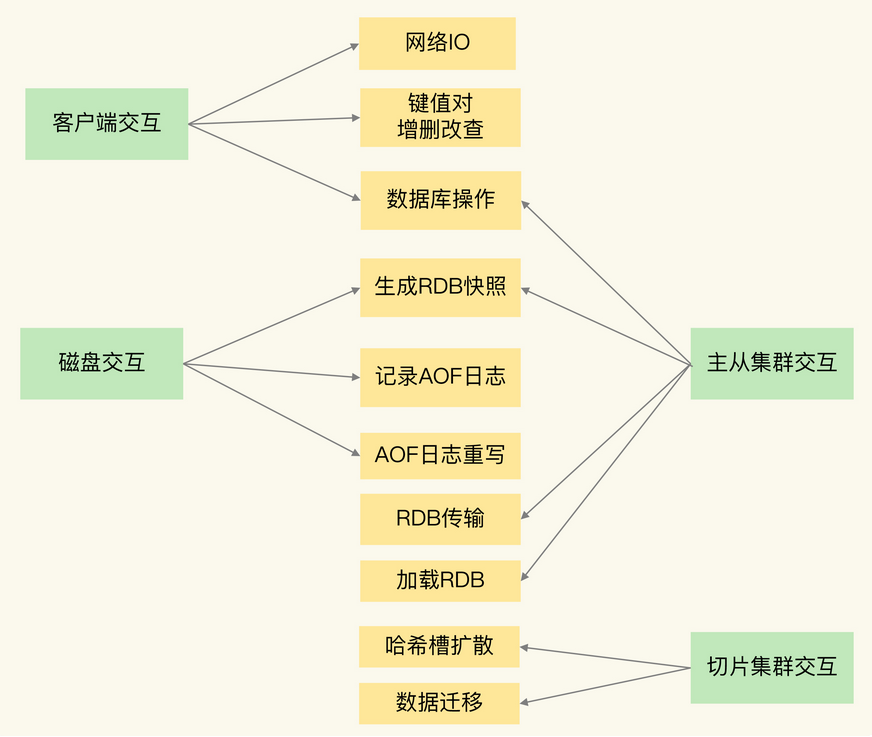 网络IO
客户端交互
键值对
增删改查
数据库操作
生成RDB快照
磁盘交互
主从集群交互
记录AOF日志
AOF日志重写
RDB传输
加载RDB
哈希槽扩散
切片集群交互
数据迁移